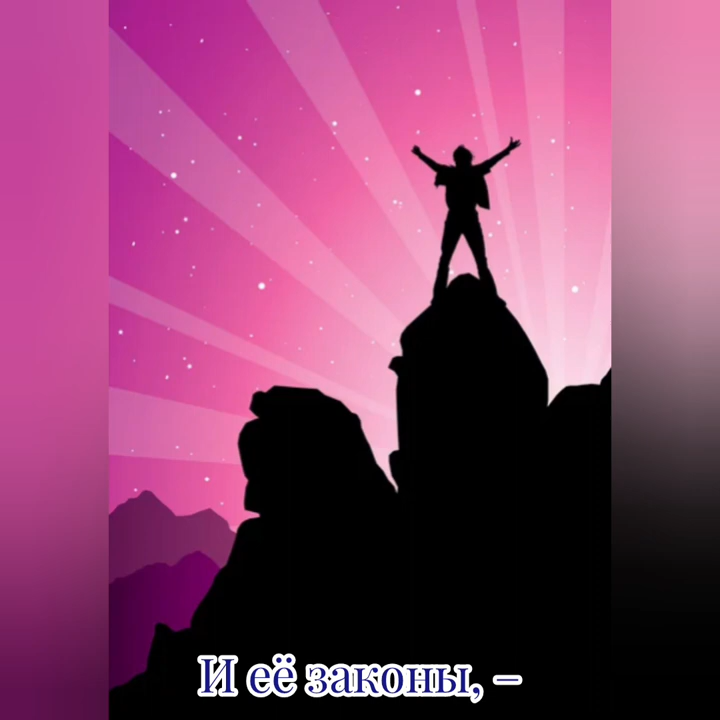 И её законы, –